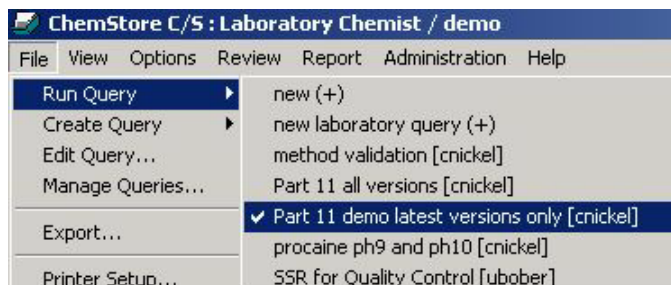 ChemStore C/S : Laboratory Chemist / demo
File View Options Review Report Administration Help
Run Query
Create Query
Edit Query...
Manage Queries...
Export...
Printer Setup...
new (+)
new laboratory query (+)
method validation [cnickel]
Part 11 all versions [cnickel]
Part 11 demo latest versions only [cnickel]
procaine ph9 and ph10 [cnickel]
SSR for Quality Control [ubober]